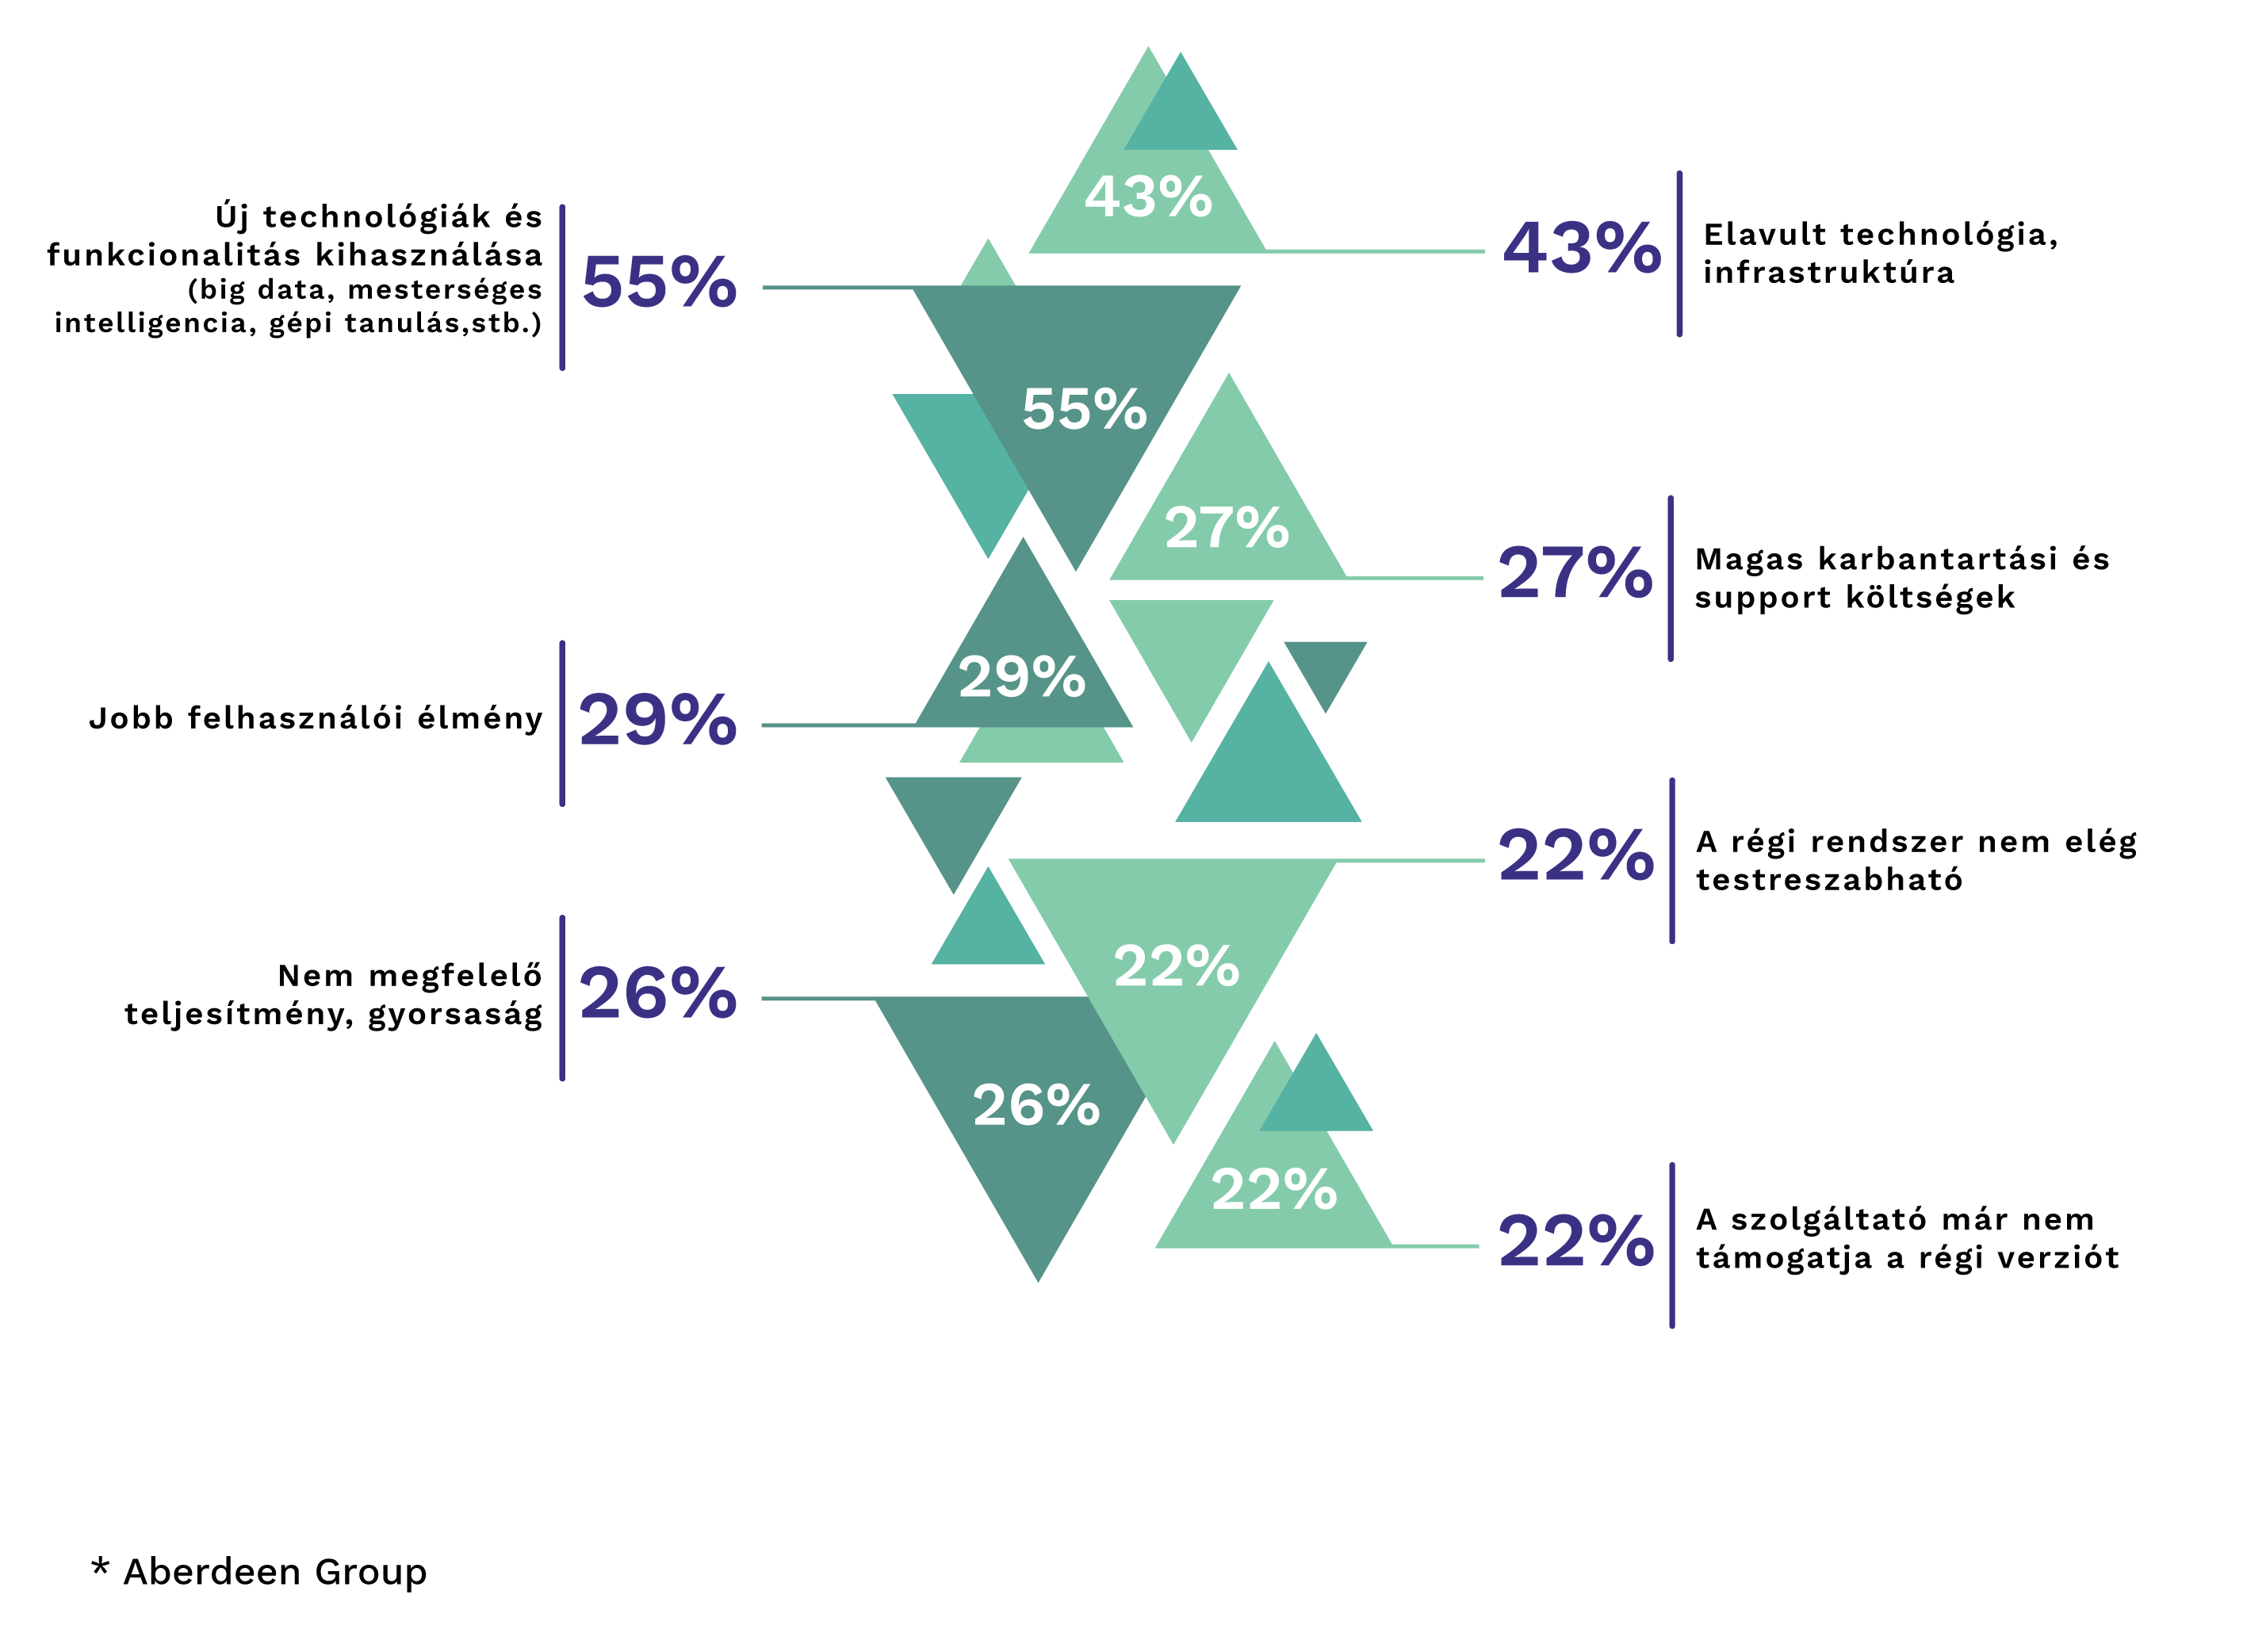 43%
Új technológiák és
funkcionalitás kihasználása
(big data, mesterséges
intelligencia, gépi tanulás,stb.)
55%
43%
Elavult technológia,
infrastruktúra
55%
27%
27%
Magas karbantartási és
support költségek
29%
Jobb felhasználói élmény
29%
22%
A régi rendszer nem elég
testreszabható
22%
Nem megfelelő
teljesítmény, gyorsaság
26%
26%
22%
22%
A szolgáltató már nem
támogatja a régi verziót
* Aberdeen Group